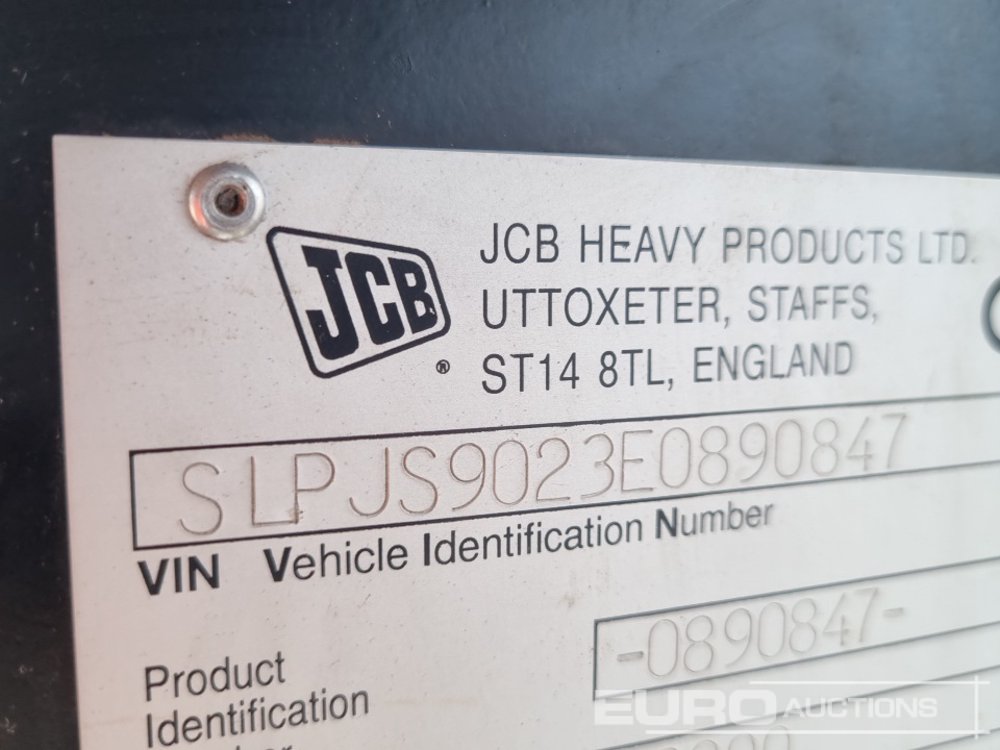 JCB
®
JCB HEAVY PRODUCTS LTD.
UTTOXETER, STAFFS,
ST14 8TL, ENGLAND
SLPJS9023E0890847
VIN Vehicle Identification Number
Product
Identification
-0890847-
EURO AUCTIONS